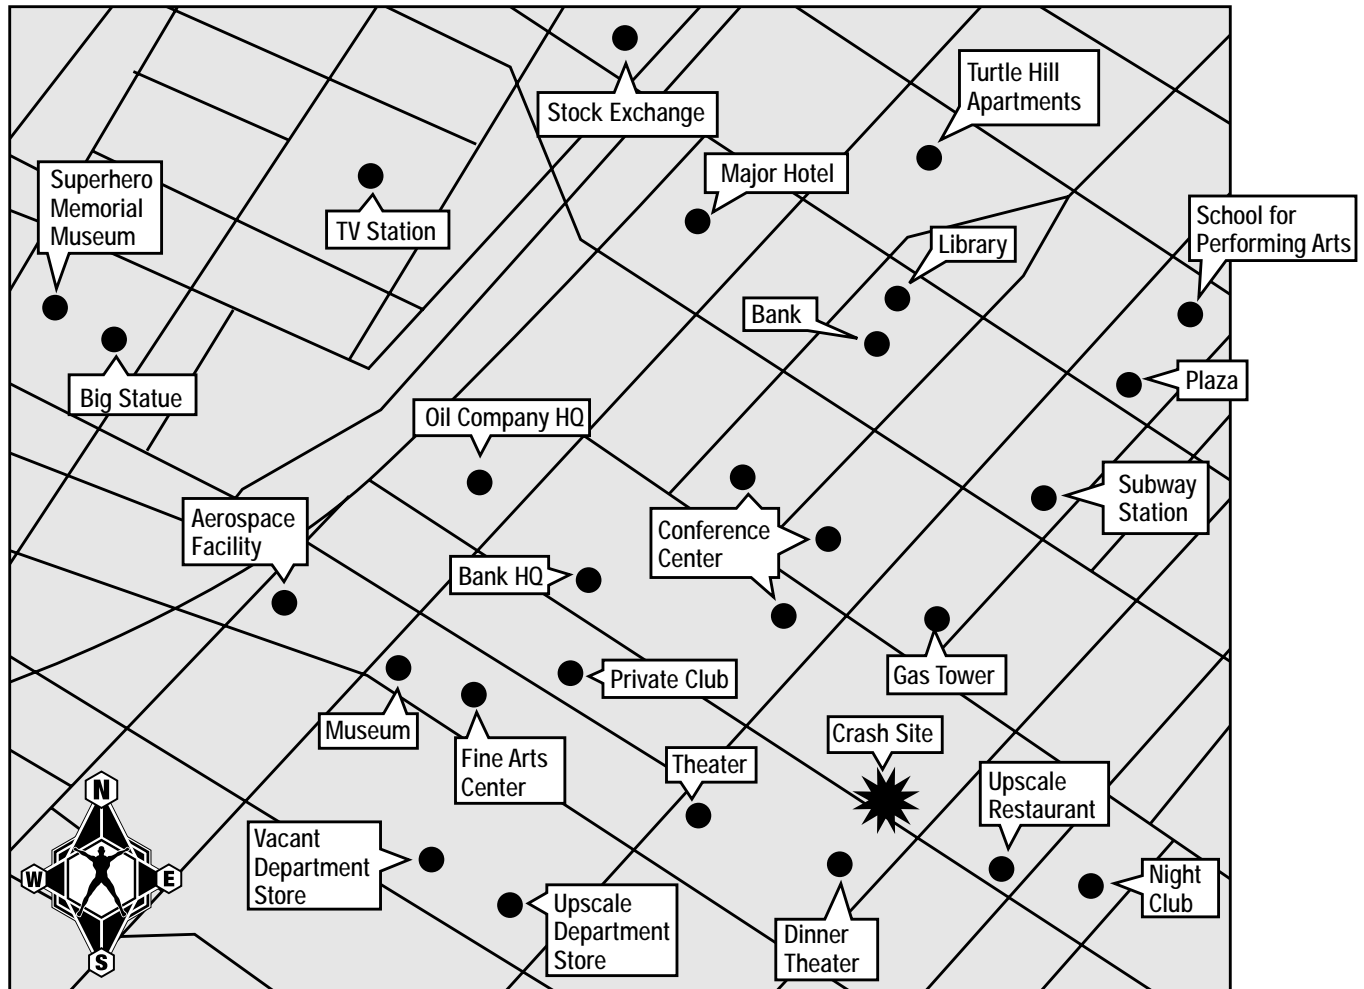 Stock Exchange
Turtle Hill
Apartments
Superhero
Memorial
Museum
Major Hotel
TV Station
School for
Performing Arts
Library
Bank
Big Statue
Plaza
Oil Company HQ
Subway
Station
Aerospace
Facility
Conference
Center
Bank HQ
Gas Tower
Private Club
Museum
Fine Arts
Center
Theater
Crash Site
Upscale
Restaurant
Vacant
Department
Store
Night
Club
Upscale
Department
Store
Dinner
Theater
N
W
E
S